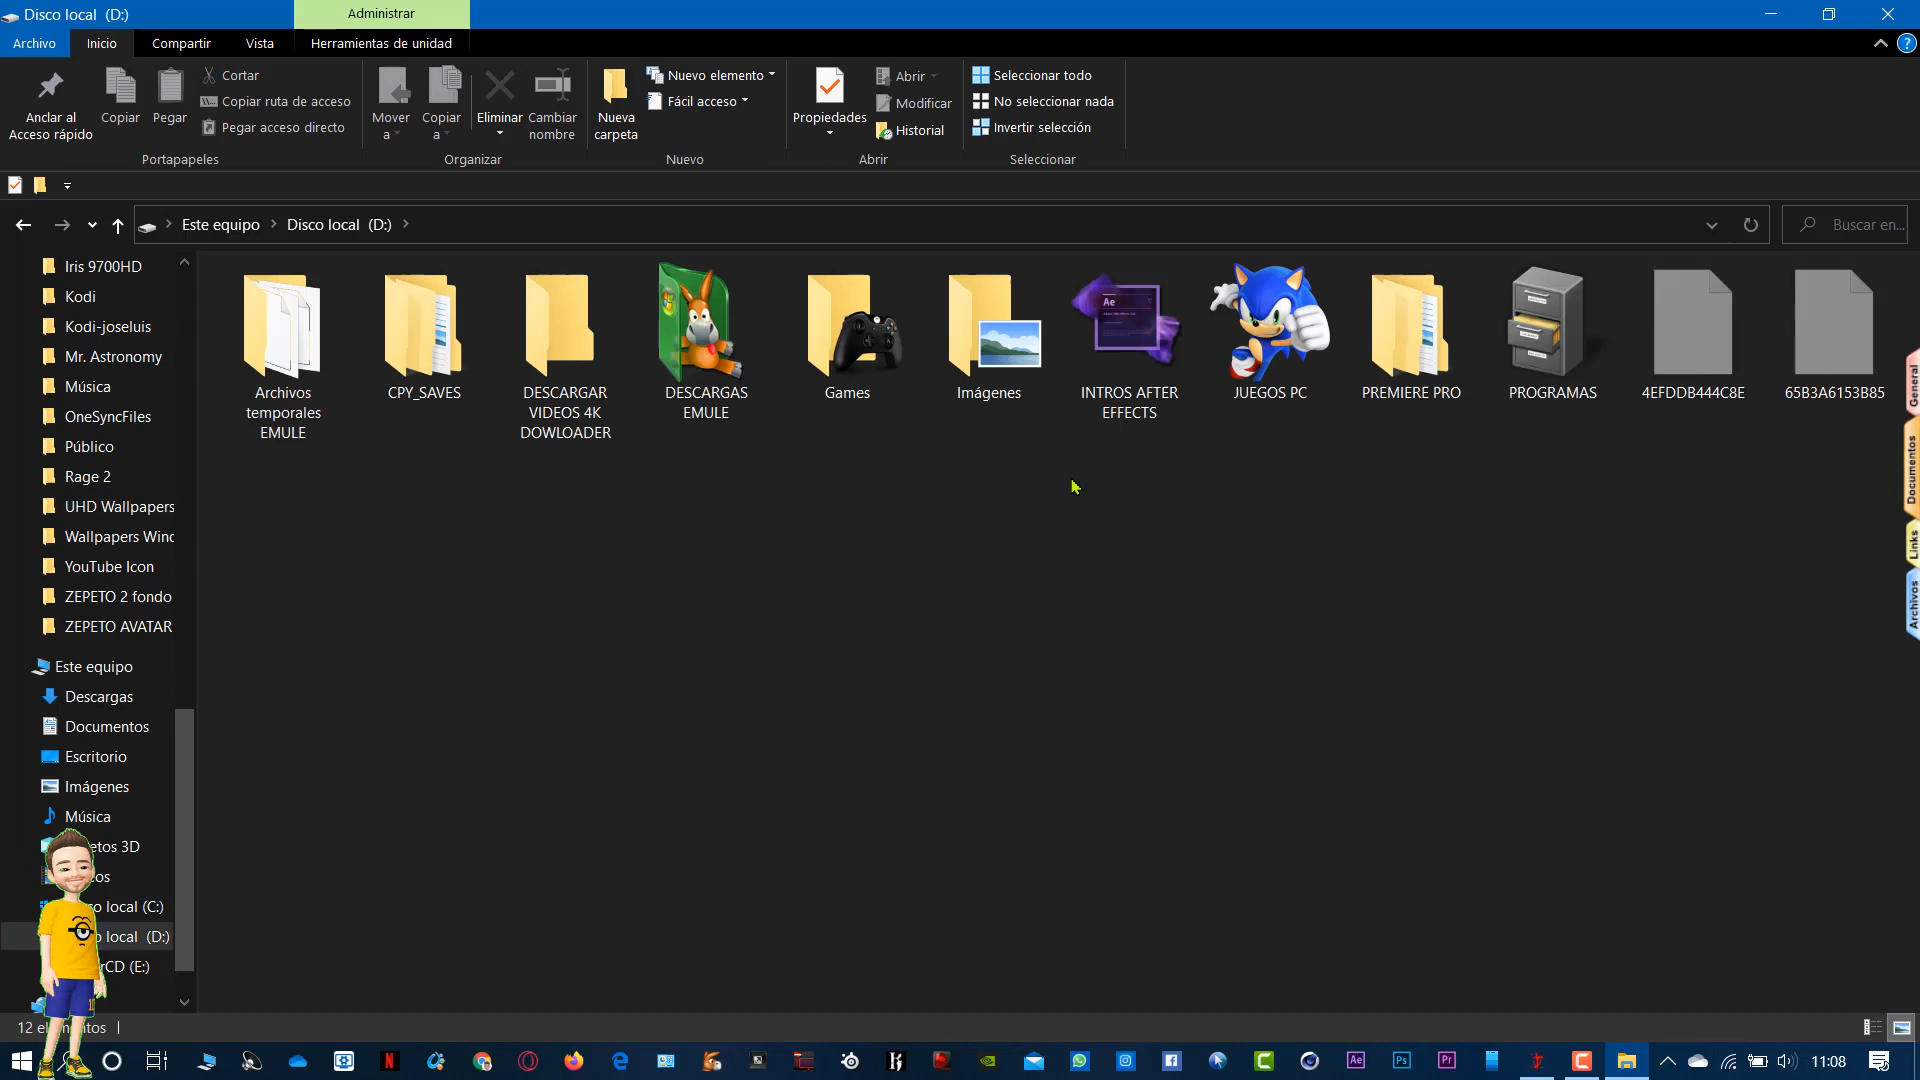 Disco local (D:)
Administrar
Archivo
Inicio
Compartir
Vista
Herramientas de unidad
Anclar al
Acceso rápido
Copiar
Pegar
Cortar
Copiar ruta de acceso
Pegar acceso directo
Portapapeles
Mover
a
Copiar
a
Eliminar
Cambiar
nombre
Organizar
Nueva
carpeta
Nuevo elemento
Fácil acceso
Nuevo
Propiedades
Abrir
Modificar
Historial
Abrir
Seleccionar todo
No seleccionar nada
Invertir selección
Seleccionar
Este equipo
Disco local (D:)
Buscar en...
Iris 9700HD
Kodi
Kodi-joseluis
Mr. Astronomy
Música
OneSyncFiles
Público
Rage 2
UHD Wallpapers
Wallpapers Wind
YouTube Icon
ZEPETO 2 fondo
ZEPETO AVATAR
Este equipo
Descargas
Documentos
Escritorio
Imágenes
Música
etos 3D
os
o local (C:)
o local (D:)
rCD (E:)
Archivos
temporales
EMULE
CPY_SAVES
DESCARGAR
VIDEOS 4K
DOWLOADER
DESCARGAS
EMULE
Games
Imágenes
Ae
INTROS AFTER
EFFECTS
JUEGOS PC
PREMIERE PRO
PROGRAMAS
4EFDDB444C8E
65B3A6153B85
General
Documentos
Links
Archivos
12 elementos
Ae
Ps
Pr
11:08